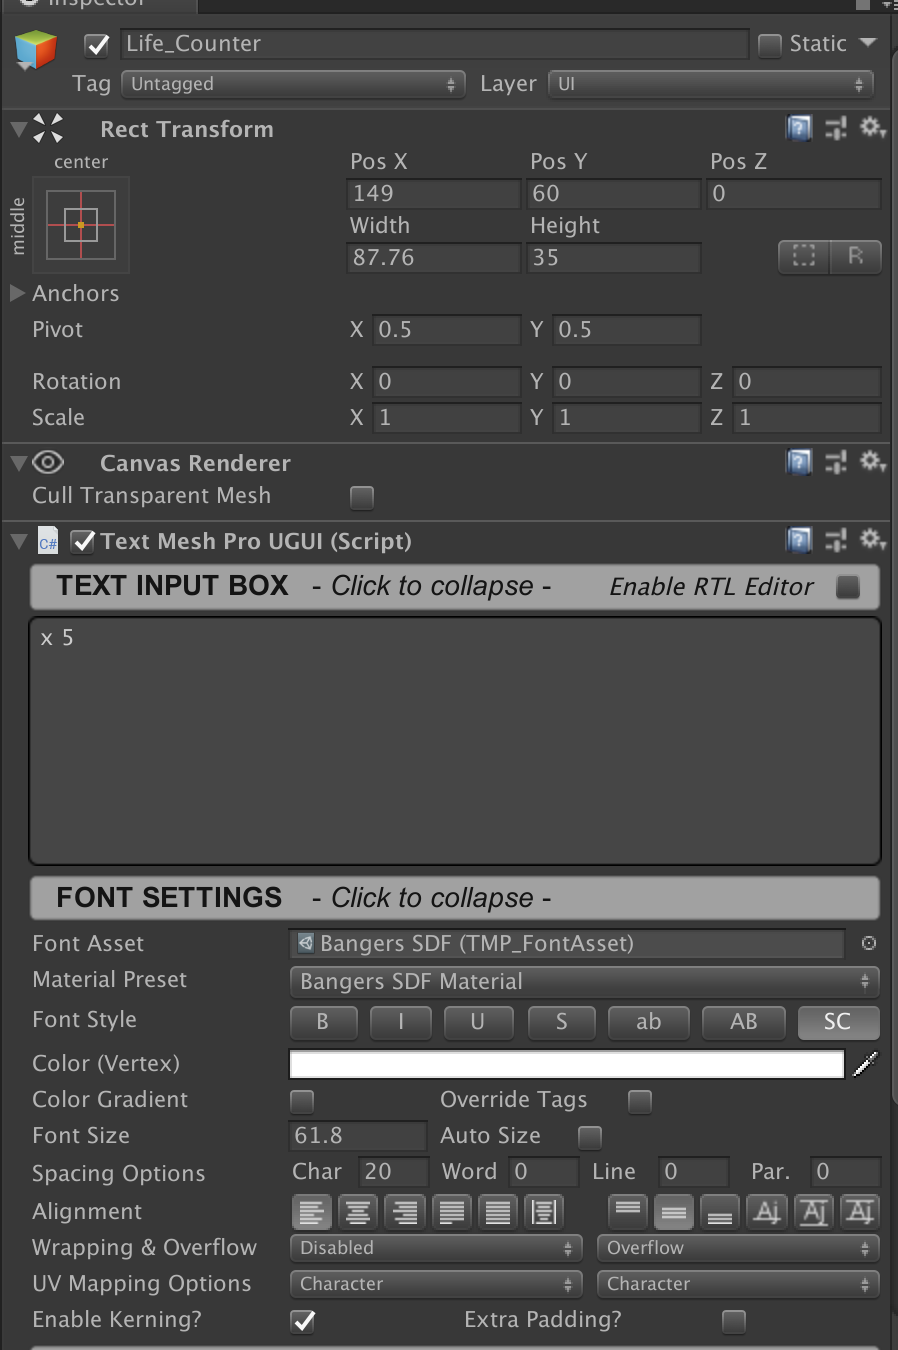 Inspector
Life_Counter Static
Tag Untagged Layer UI
Rect Transform
center Pos X Pos Y Pos Z
middle 149 60 0
Width Height
87.76 35 R
Anchors
Pivot X 0.5 Y 0.5
Rotation X 0 Y 0 Z 0
Scale X 1 Y 1 Z 1
Canvas Renderer
Cull Transparent Mesh
C# Text Mesh Pro UGUI (Script)
TEXT INPUT BOX - Click to collapse - Enable RTL Editor
x 5
FONT SETTINGS - Click to collapse -
Font Asset Bangers SDF (TMP_FontAsset)
Material Preset Bangers SDF Material
Font Style B I U S ab AB SC
Color (Vertex)
Color Gradient Override Tags
Font Size 61.8 Auto Size
Spacing Options Char 20 Word 0 Line 0 Par. 0
Alignment Aj Aj Aj
Wrapping & Overflow Disabled Overflow
UV Mapping Options Character Character
Enable Kerning? Extra Padding?